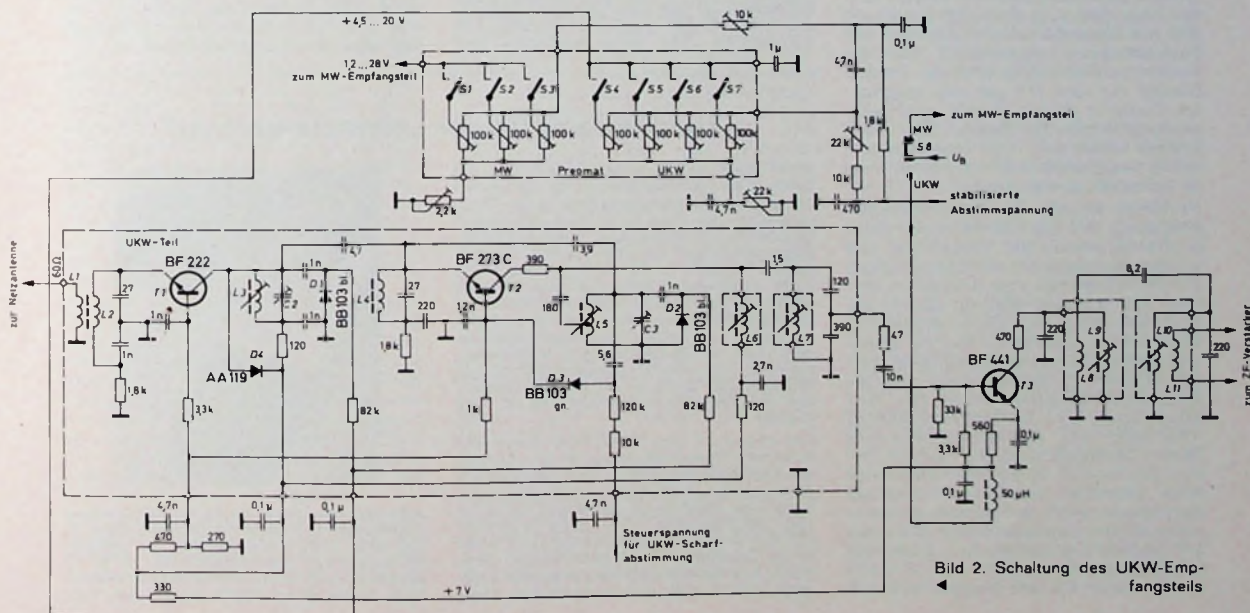 +4,5 ... 20 V
10k
0,1µ
1,2 ... 28 V
zum MW-Empfangsteil
1µ
4,7n
S1 S2 S3 S4 S5 S6 S7
100k 100k 100k 100k 100k 100k 100k
1,8k
22k
10k
zum MW-Empfangsteil
MW
S8
UB
UKW
MW Preomat UKW
2,2k
4,7n
22k
470
stabilisierte
Abstimmspannung
zur Netzantenne
60Ω
UKW-Teil
L1
L2
27
1n
1n
1,8k
BF 222
T1
3,3k
L3
C2
1n
1n
D1
BB103 bl.
120
D4
AA119
82k
4,7
L4
27
220
1,8k
1,2n
BF 273 C
T2
390
3,9
1k
180
L5
C3
1n
D2
BB103 bl.
5,6
D3
BB103
gn.
120k
10k
82k
L6
L7
1,5
2,7n
120
120
390
47
10n
33k
3,3k
0,1µ
BF 441
T3
560
0,1µ
50µH
470
220
L8
L9
8,2
L10
L11
220
zum ZF-Verstärker
4,7n
0,1µ
0,1µ
470
270
330
+7V
4,7n
Steuerspannung
für UKW-Scharf-
abstimmung
Bild 2. Schaltung des UKW-Emp-
fangsteils